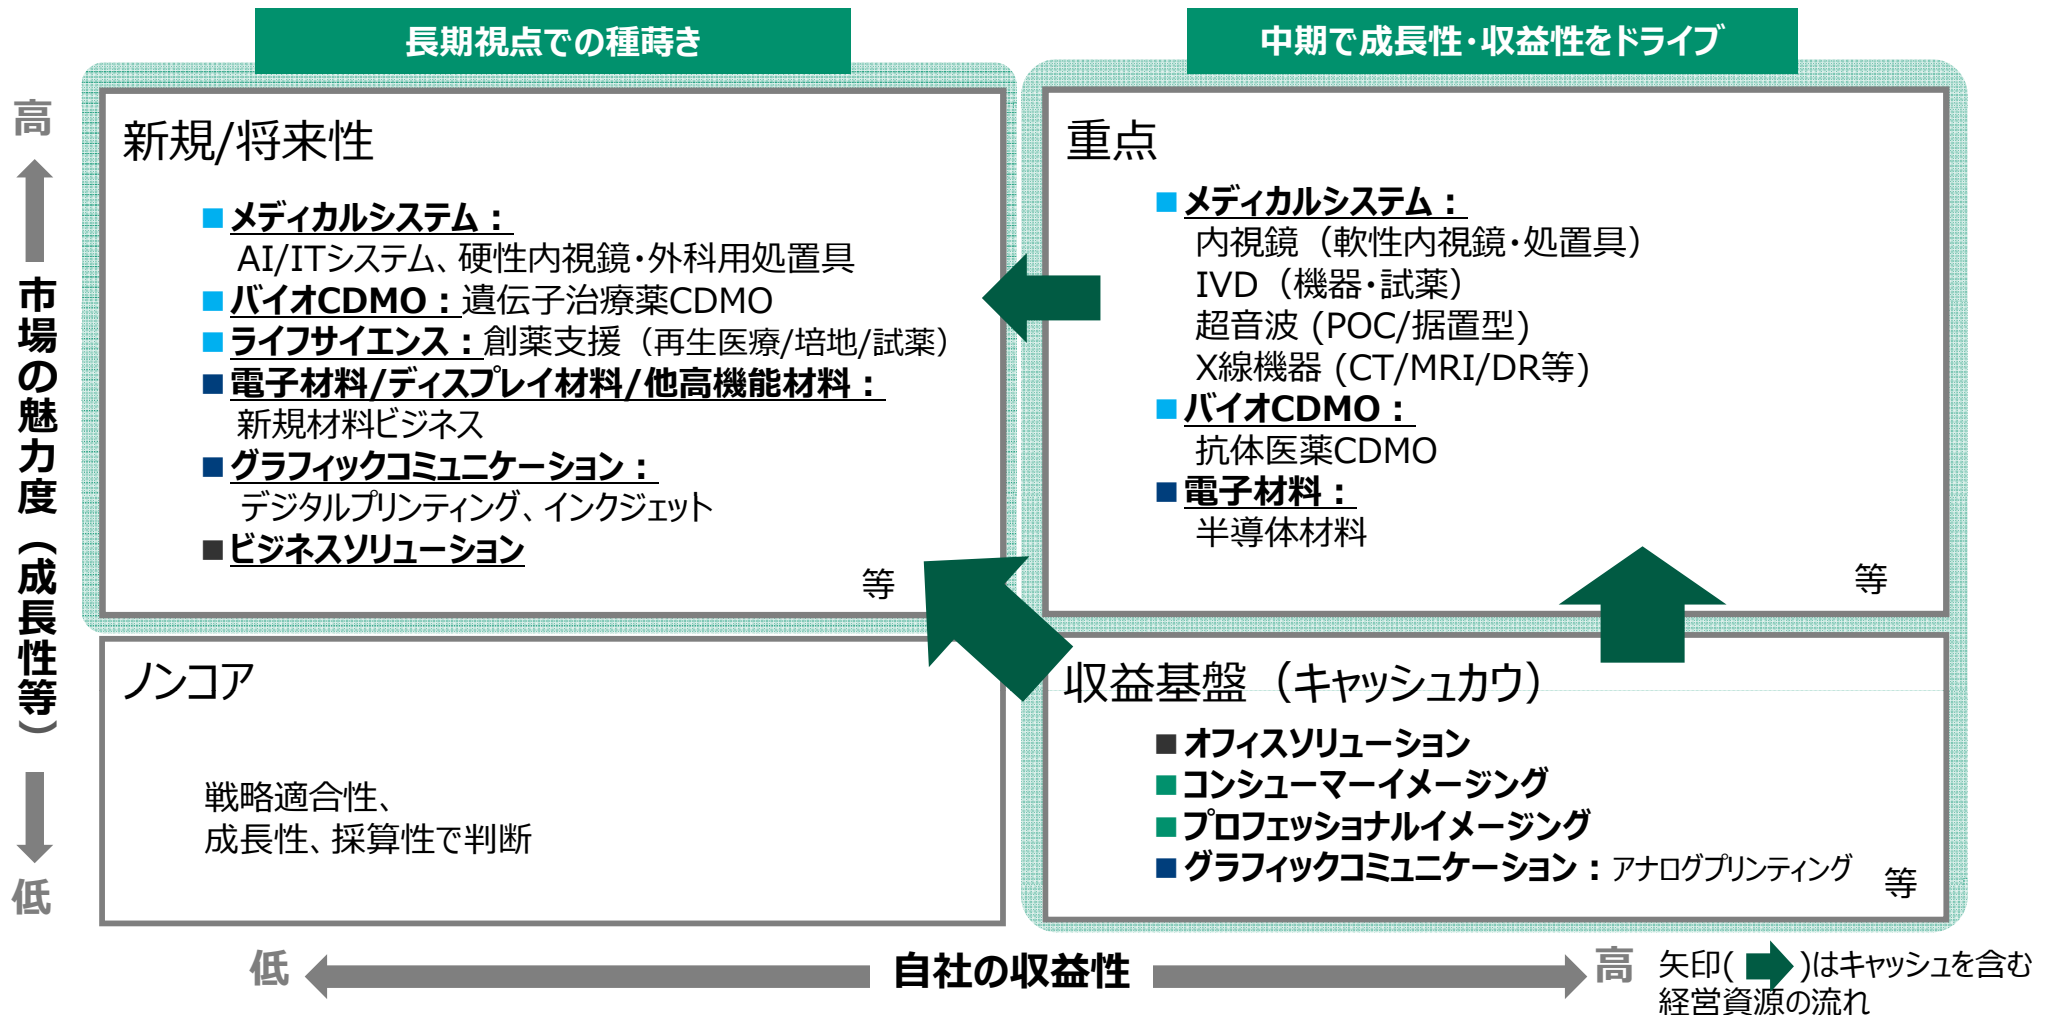 長期視点での種蒔き
中期で成長性・収益性をドライブ
高
市場の魅力度（成長性等）
低
新規/将来性
■メディカルシステム：
AI/ITシステム、硬性内視鏡・外科用処置具
■バイオCDMO：遺伝子治療薬CDMO
■ライフサイエンス：創薬支援（再生医療/培地/試薬）
■電子材料/ディスプレイ材料/他高機能材料：
新規材料ビジネス
■グラフィックコミュニケーション：
デジタルプリンティング、インクジェット
■ビジネスソリューション
等
重点
■メディカルシステム：
内視鏡（軟性内視鏡・処置具）
IVD（機器・試薬）
超音波 (POC/据置型)
X線機器 (CT/MRI/DR等)
■バイオCDMO：
抗体医薬CDMO
■電子材料：
半導体材料
等
ノンコア
戦略適合性、
成長性、採算性で判断
収益基盤（キャッシュカウ）
■オフィスソリューション
■コンシューマーイメージング
■プロフェッショナルイメージング
■グラフィックコミュニケーション：アナログプリンティング
等
低
自社の収益性
高
矢印( )はキャッシュを含む
経営資源の流れ